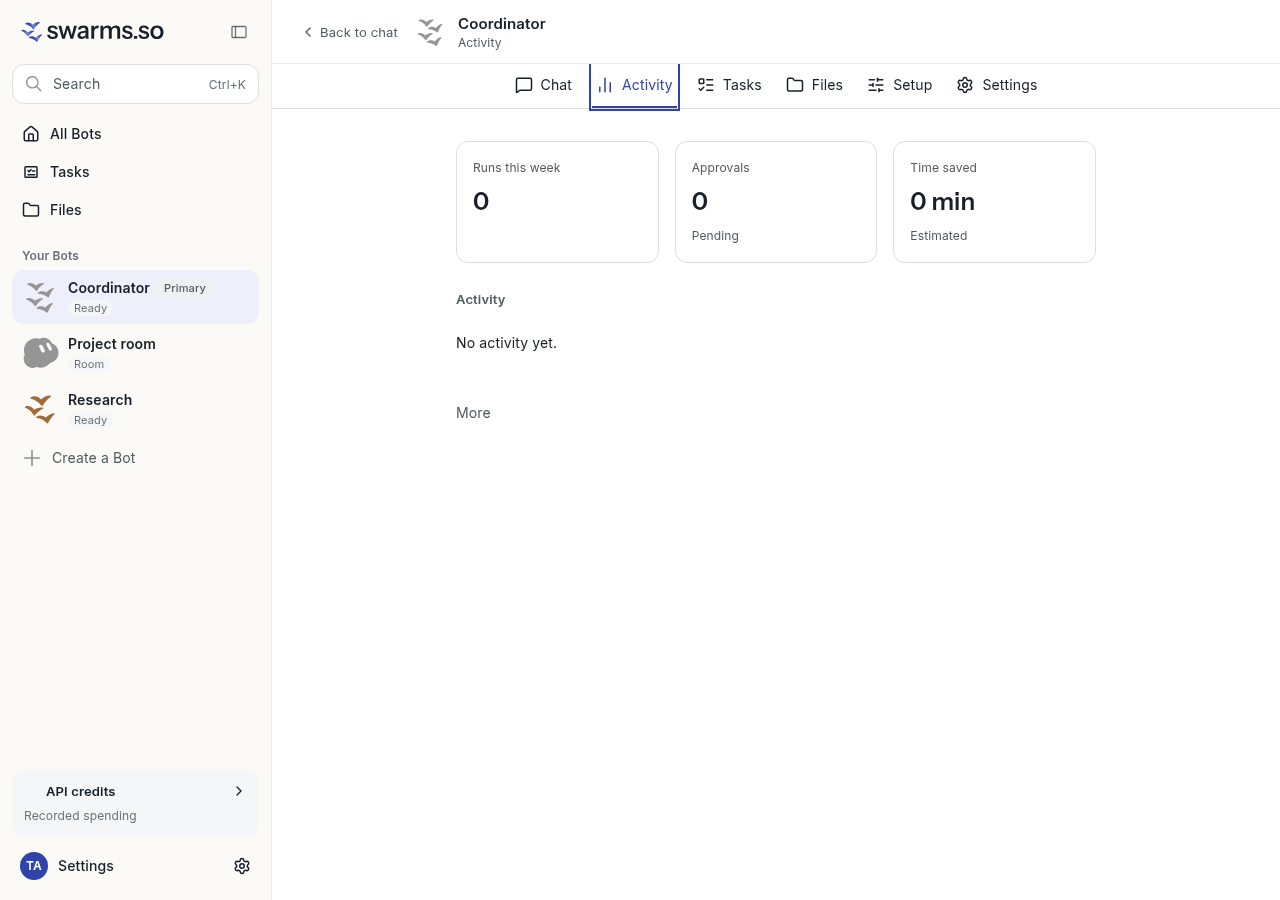 swarms.so
Search Ctrl+K
All Bots
Tasks
Files
Your Bots
Coordinator Primary
Ready
Project room
Room
Research
Ready
Create a Bot
API credits
Recorded spending
TA Settings
Back to chat
Coordinator
Activity
Chat Activity Tasks Files Setup Settings
Runs this week
0
Approvals
0
Pending
Time saved
0 min
Estimated
Activity
No activity yet.
More